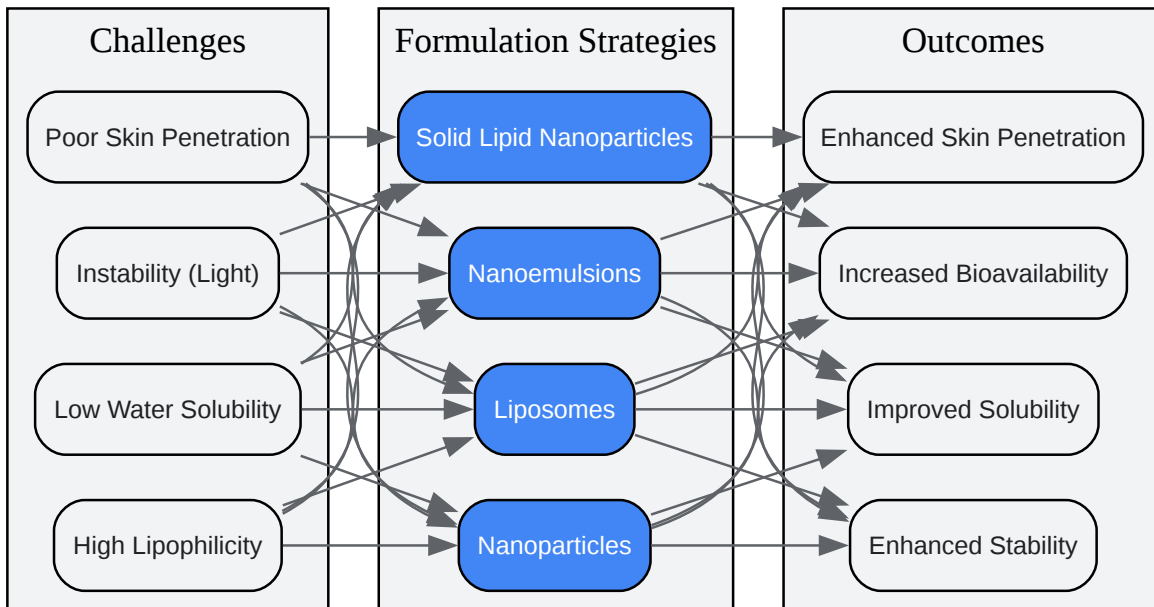 Challenges
Poor Skin Penetration
Instability (Light)
Low Water Solubility
High Lipophilicity
Formulation Strategies
Solid Lipid Nanoparticles
Nanoemulsions
Liposomes
Nanoparticles
Outcomes
Enhanced Skin Penetration
Increased Bioavailability
Improved Solubility
Enhanced Stability